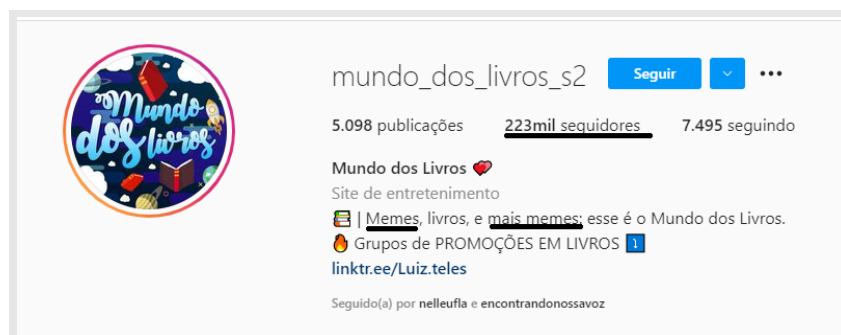 Mundo
dos livros
mundo_dos_livros_s2 Seguir
5.098 publicações 223mil seguidores 7.495 seguindo
Mundo dos Livros 💕
Site de entretenimento
📚 | Memes, livros, e mais memes: esse é o Mundo dos Livros.
🔥 Grupos de PROMOÇÕES EM LIVROS ⤵️
linktr.ee/Luiz.teles
Seguido(a) por nelleufla e encontrandonossavoz